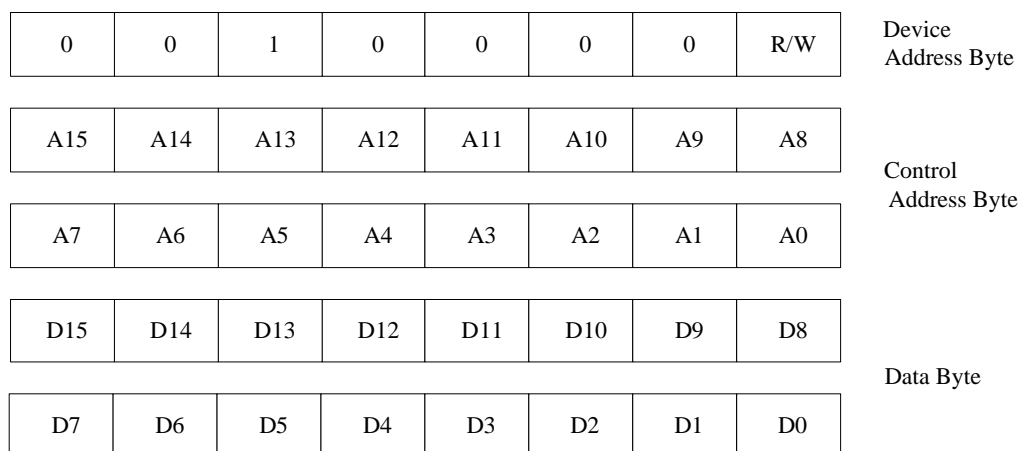 0 0 1 0 0 0 0 R/W
Device
Address Byte
A15 A14 A13 A12 A11 A10 A9 A8
Control
Address Byte
A7 A6 A5 A4 A3 A2 A1 A0
D15 D14 D13 D12 D11 D10 D9 D8
Data Byte
D7 D6 D5 D4 D3 D2 D1 D0